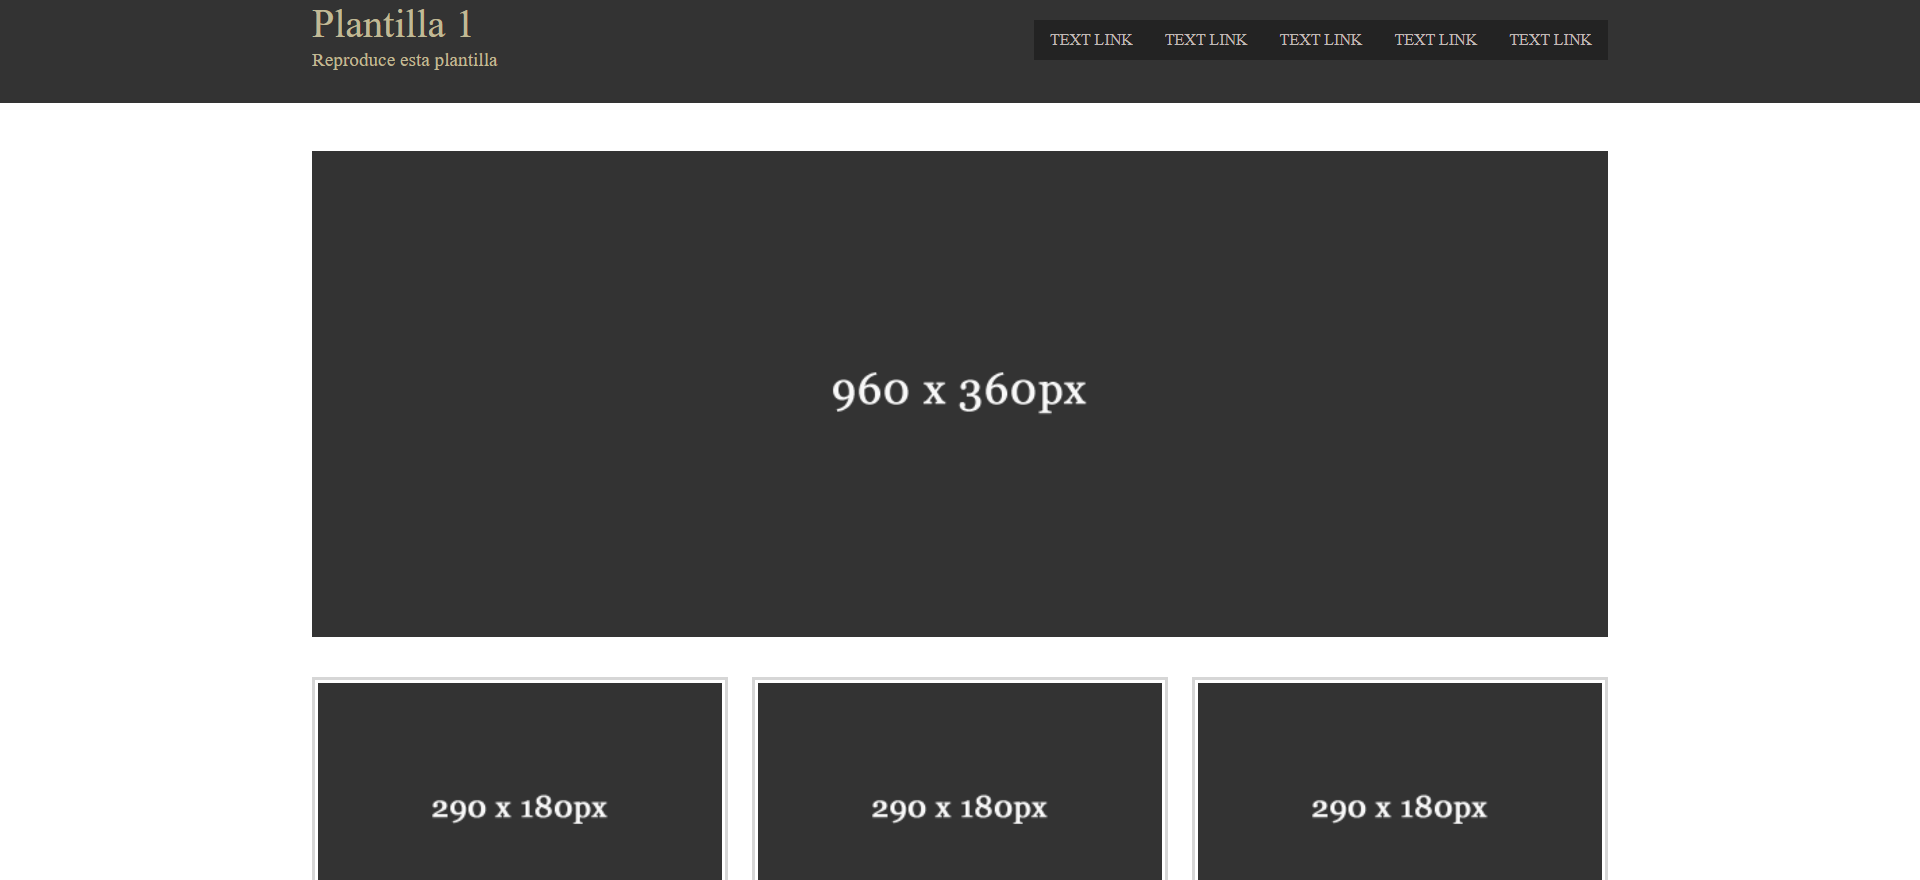 Plantilla 1
Reproduce esta plantilla
TEXT LINK TEXT LINK TEXT LINK TEXT LINK TEXT LINK
960 x 360px
290 x 180px 290 x 180px 290 x 180px